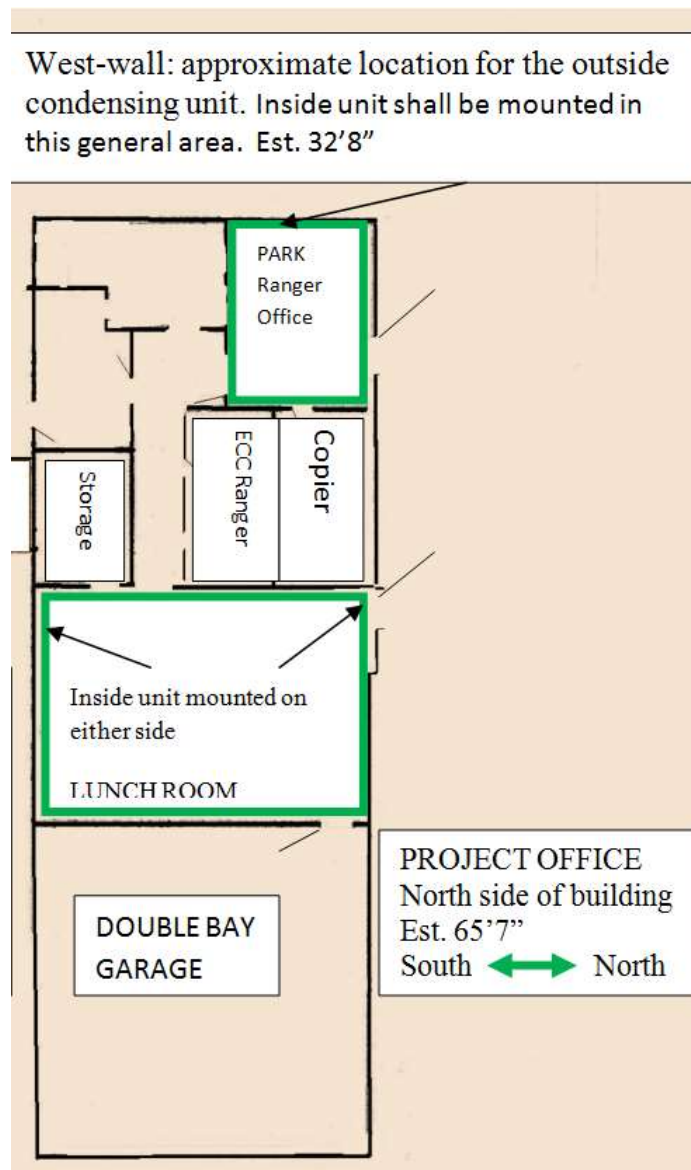 West-wall: approximate location for the outside
condensing unit. Inside unit shall be mounted in
this general area.  Est. 32’8”
PARK
Ranger
Office
ECC Ranger
Copier
Storage
Inside unit mounted on
either side
LUNCH ROOM
PROJECT OFFICE
North side of building
Est. 65’7”
South North
DOUBLE BAY
GARAGE